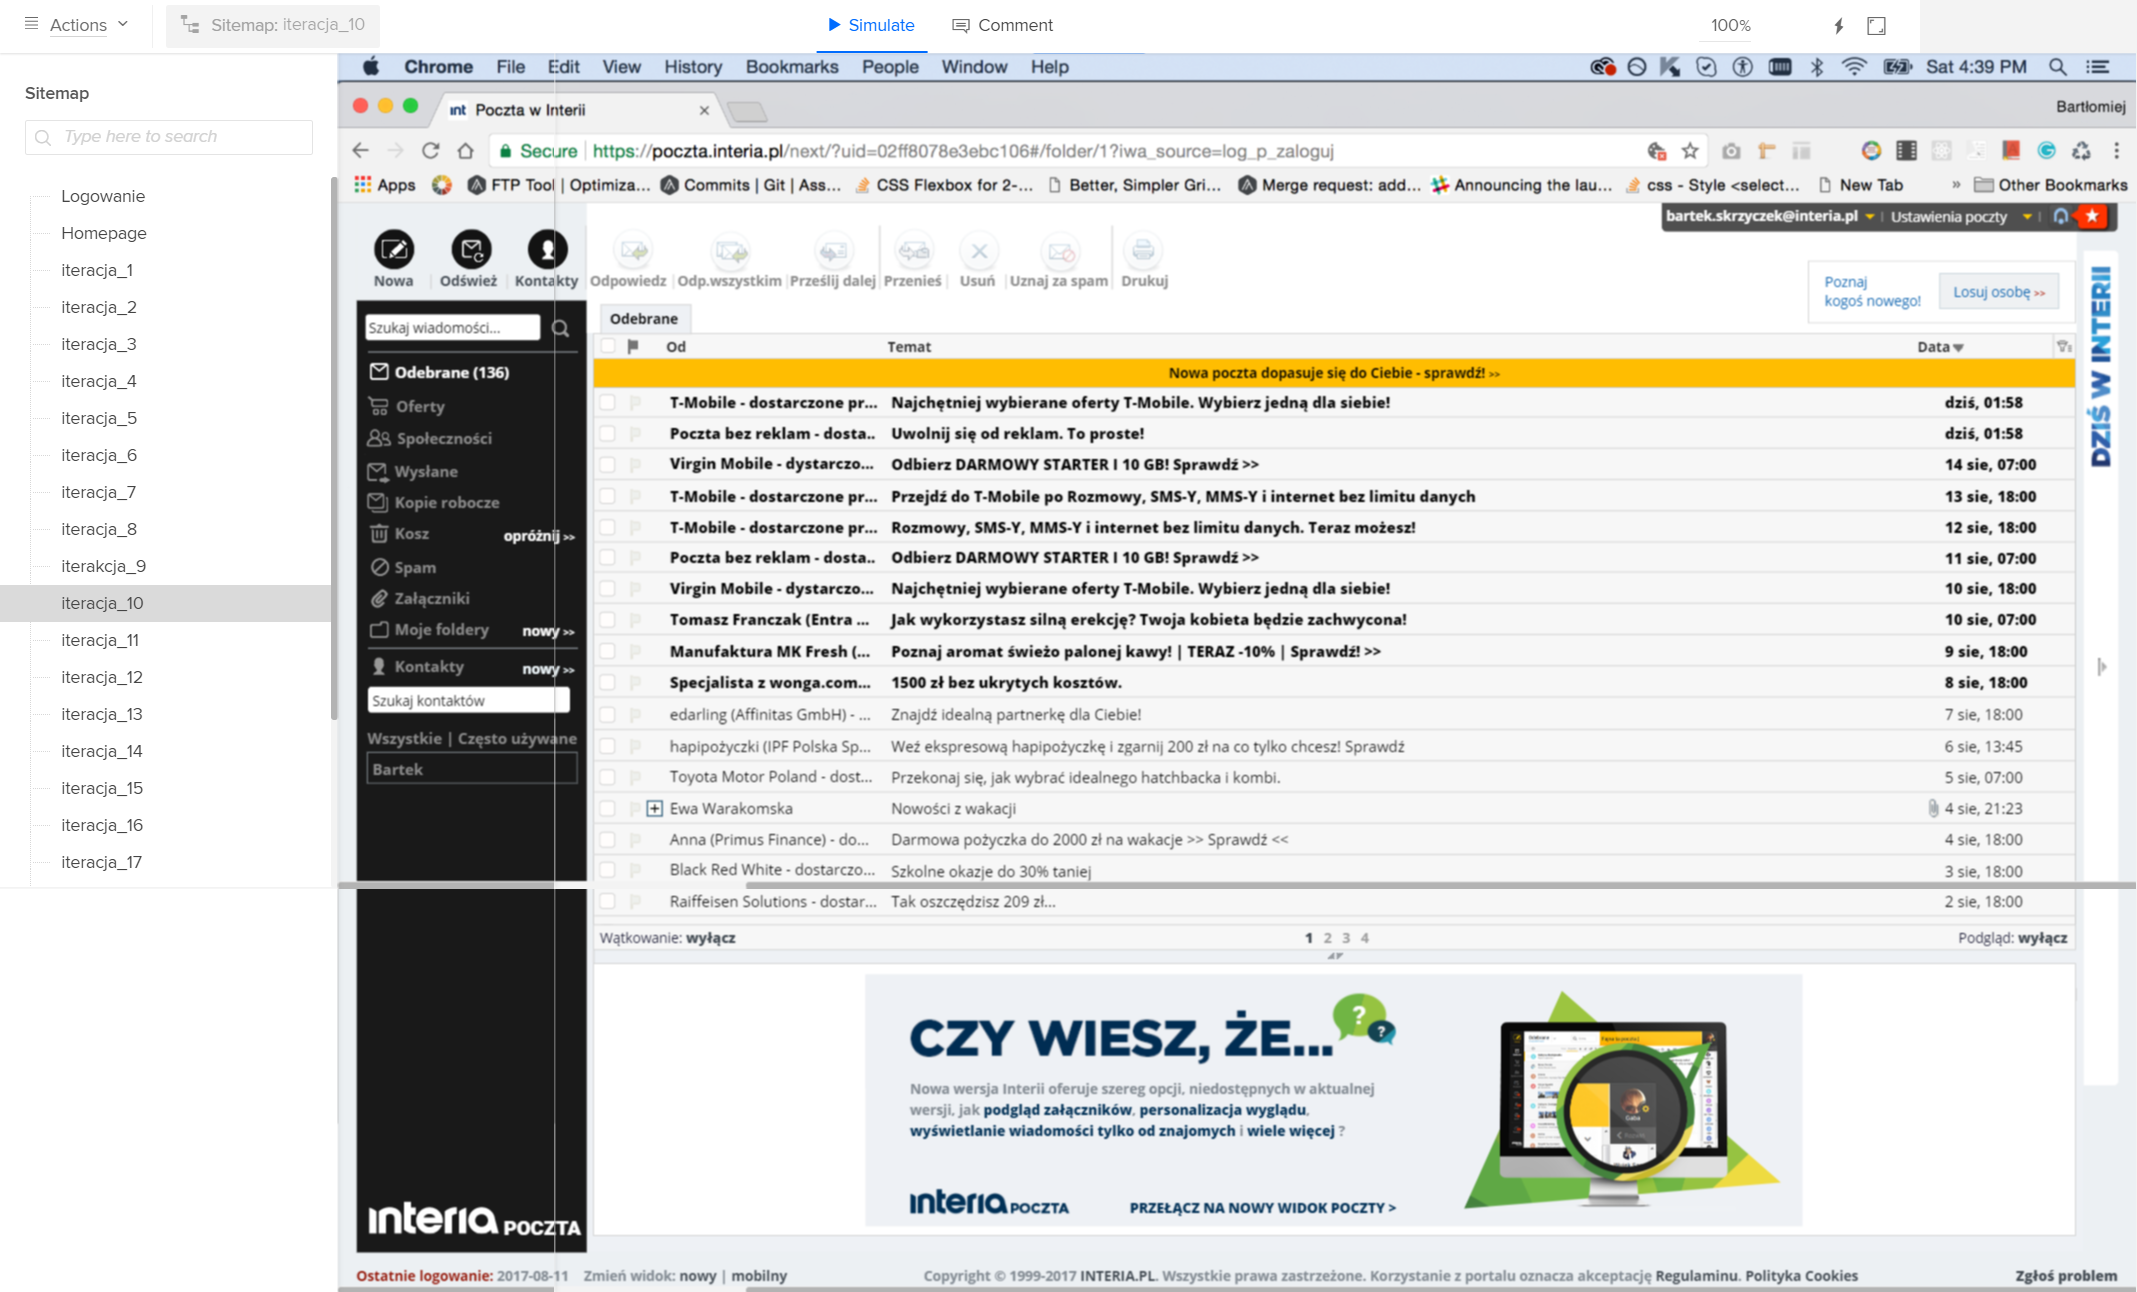 Actions
Sitemap: iteracja_10
Simulate
Comment
100%
Sitemap
Type here to search
Logowanie
Homepage
iteracja_1
iteracja_2
iteracja_3
iteracja_4
iteracja_5
iteracja_6
iteracja_7
iteracja_8
iterakcja_9
iteracja_10
iteracja_11
iteracja_12
iteracja_13
iteracja_14
iteracja_15
iteracja_16
iteracja_17
Chrome File Edit View History Bookmarks People Window Help
Sat 4:39 PM
int Poczta w Interii
Bartłomiej
Secure https://poczta.interia.pl/next/?uid=02ff8078e3ebc106#/folder/1?iwa_source=log_p_zaloguj
Apps FTP Tool | Optimiza... Commits | Git | Ass... CSS Flexbox for 2-... Better, Simpler Gri... Merge request: add... Announcing the lau... css - Style <select... New Tab » Other Bookmarks
bartek.skrzyczek@interia.pl | Ustawienia poczty |
Nowa Odśwież Kontakty Odpowiedz Odp.wszystkim Prześlij dalej Przenieś Usuń Uznaj za spam Drukuj
Poznaj
kogoś nowego!
Losuj osobę >>
DZIŚ W INTERII
Szukaj wiadomości...
Odebrane (136)
Oferty
Społeczności
Wysłane
Kopie robocze
Kosz opróżnij >>
Spam
Załączniki
Moje foldery nowy >>
Kontakty nowy >>
Szukaj kontaktów
Wszystkie | Często używane
Bartek
interia POCZTA
Odebrane
Od Temat Data
Nowa poczta dopasuje się do Ciebie - sprawdź! >>
T-Mobile - dostarczone pr... Najchętniej wybierane oferty T-Mobile. Wybierz jedną dla siebie! dziś, 01:58
Poczta bez reklam - dosta.. Uwolnij się od reklam. To proste! dziś, 01:58
Virgin Mobile - dystarczo... Odbierz DARMOWY STARTER I 10 GB! Sprawdź >> 14 sie, 07:00
T-Mobile - dostarczone pr... Przejdź do T-Mobile po Rozmowy, SMS-Y, MMS-Y i internet bez limitu danych 13 sie, 18:00
T-Mobile - dostarczone pr... Rozmowy, SMS-Y, MMS-Y i internet bez limitu danych. Teraz możesz! 12 sie, 18:00
Poczta bez reklam - dosta.. Odbierz DARMOWY STARTER I 10 GB! Sprawdź >> 11 sie, 07:00
Virgin Mobile - dystarczo... Najchętniej wybierane oferty T-Mobile. Wybierz jedną dla siebie! 10 sie, 18:00
Tomasz Franczak (Entra ... Jak wykorzystasz silną erekcję? Twoja kobieta będzie zachwycona! 10 sie, 07:00
Manufaktura MK Fresh (... Poznaj aromat świeżo palonej kawy! | TERAZ -10% | Sprawdź! >> 9 sie, 18:00
Specjalista z wonga.com... 1500 zł bez ukrytych kosztów. 8 sie, 18:00
edarling (Affinitas GmbH) - ... Znajdź idealną partnerkę dla Ciebie! 7 sie, 18:00
hapipożyczki (IPF Polska Sp... Weź ekspresową hapipożyczkę i zgarnij 200 zł na co tylko chcesz! Sprawdź 6 sie, 13:45
Toyota Motor Poland - dost... Przekonaj się, jak wybrać idealnego hatchbacka i kombi. 5 sie, 07:00
Ewa Warakomska Nowości z wakacji 4 sie, 21:23
Anna (Primus Finance) - do... Darmowa pożyczka do 2000 zł na wakacje >> Sprawdź << 4 sie, 18:00
Black Red White - dostarczo... Szkolne okazje do 30% taniej 3 sie, 18:00
Raiffeisen Solutions - dostar... Tak oszczędzisz 209 zł... 2 sie, 18:00
Wątkowanie: wyłącz 1 2 3 4 Podgląd: wyłącz
CZY WIESZ, ŻE...
? ?
Nowa wersja Interii oferuje szereg opcji, niedostępnych w aktualnej
wersji, jak podgląd załączników, personalizacja wyglądu,
wyświetlanie wiadomości tylko od znajomych i wiele więcej ?
interia POCZTA PRZEŁĄCZ NA NOWY WIDOK POCZTY >
Ostatnie logowanie: 2017-08-11 Zmień widok: nowy | mobilny Copyright © 1999-2017 INTERIA.PL. Wszystkie prawa zastrzeżone. Korzystanie z portalu oznacza akceptację Regulaminu. Polityka Cookies Zgłoś problem